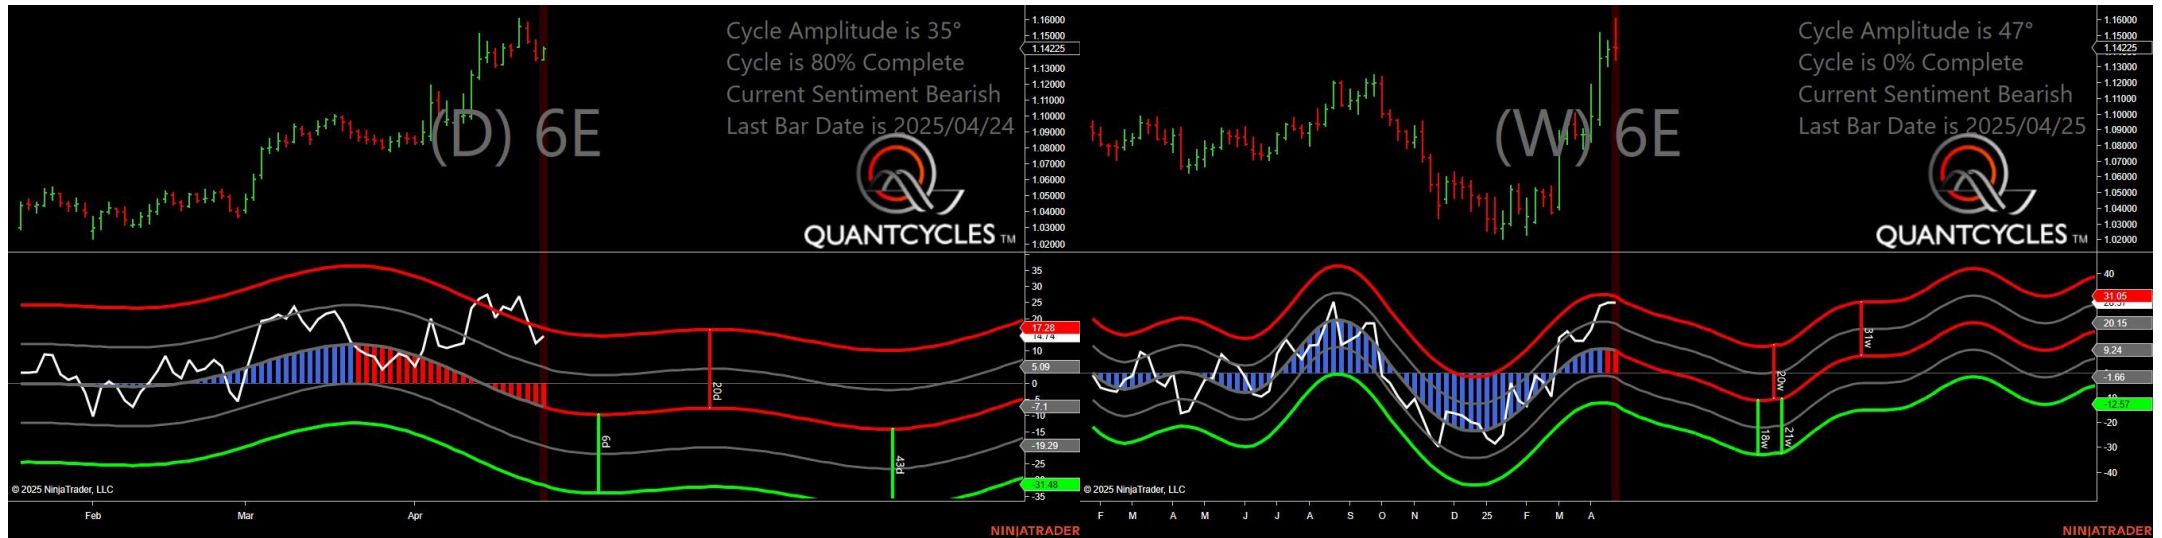 Cycle Amplitude is 35°
Cycle is 80% Complete
Current Sentiment Bearish
Last Bar Date is 2025/04/24
(D) 6E
QUANTCYCLES TM
1.16000
1.15000
1.14225
1.13000
1.12000
1.11000
1.10000
1.09000
1.08000
1.07000
1.06000
1.05000
1.04000
1.03000
1.02000
35
30
25
20
17.28
14.74
10
5.09
0
-5
-7.1
-10
-15
-19.29
-25
-31.48
-35
20d
6d
43d
© 2025 NinjaTrader, LLC
Feb Mar Apr
NINJATRADER
Cycle Amplitude is 47°
Cycle is 0% Complete
Current Sentiment Bearish
Last Bar Date is 2025/04/25
(W) 6E
QUANTCYCLES TM
1.16000
1.15000
1.14225
1.13000
1.12000
1.11000
1.10000
1.09000
1.08000
1.07000
1.06000
1.05000
1.04000
1.03000
1.02000
40
31.05
20.15
9.24
-1.66
-12.57
-20
-30
-40
31w
20w
18w
21w
© 2025 NinjaTrader, LLC
F M A M J J A S O N D 25 F M A
NINJATRADER